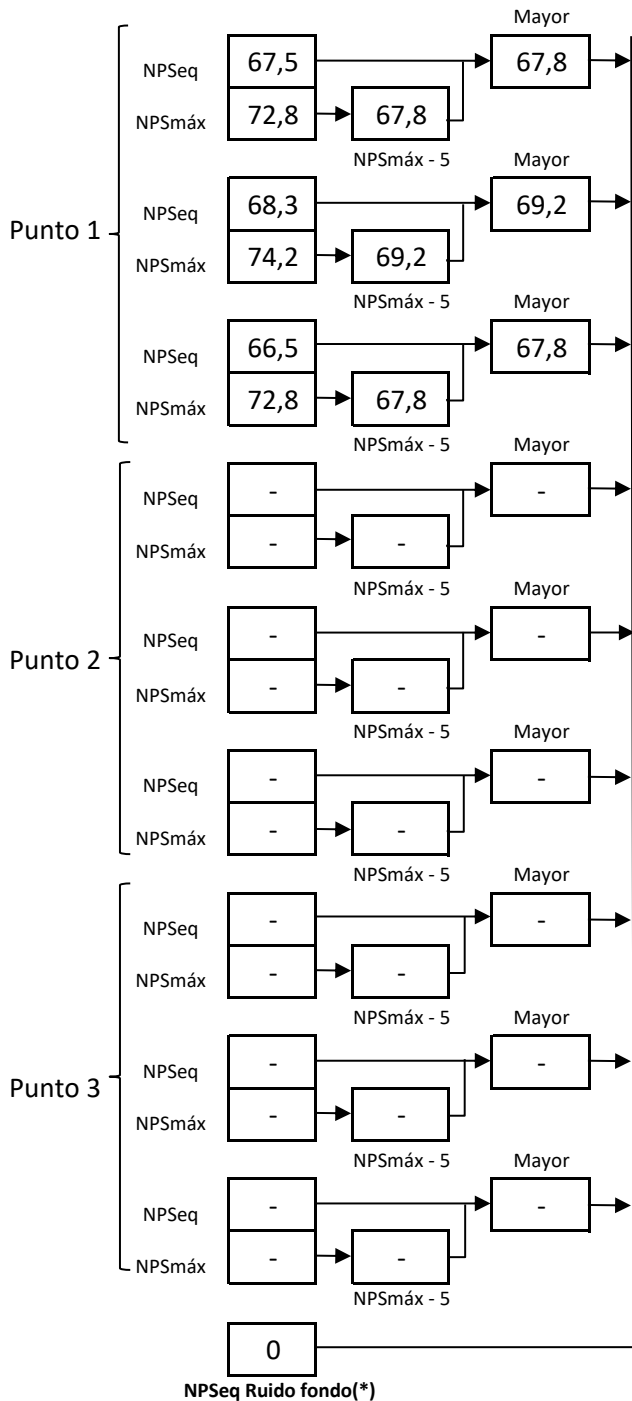 Mayor
NPSeq 67,5 67,8
NPSmáx 72,8 67,8
NPSmáx - 5 Mayor
NPSeq 68,3 69,2
Punto 1
NPSmáx 74,2 69,2
NPSmáx - 5 Mayor
NPSeq 66,5 67,8
NPSmáx 72,8 67,8
NPSmáx - 5 Mayor
NPSeq - -
NPSmáx - -
NPSmáx - 5 Mayor
NPSeq - -
Punto 2
NPSmáx - -
NPSmáx - 5 Mayor
NPSeq - -
NPSmáx - -
NPSmáx - 5 Mayor
NPSeq - -
NPSmáx - -
NPSmáx - 5 Mayor
NPSeq - -
Punto 3
NPSmáx - -
NPSmáx - 5 Mayor
NPSeq - -
NPSmáx - -
NPSmáx - 5
0
NPSeq Ruido fondo(*)